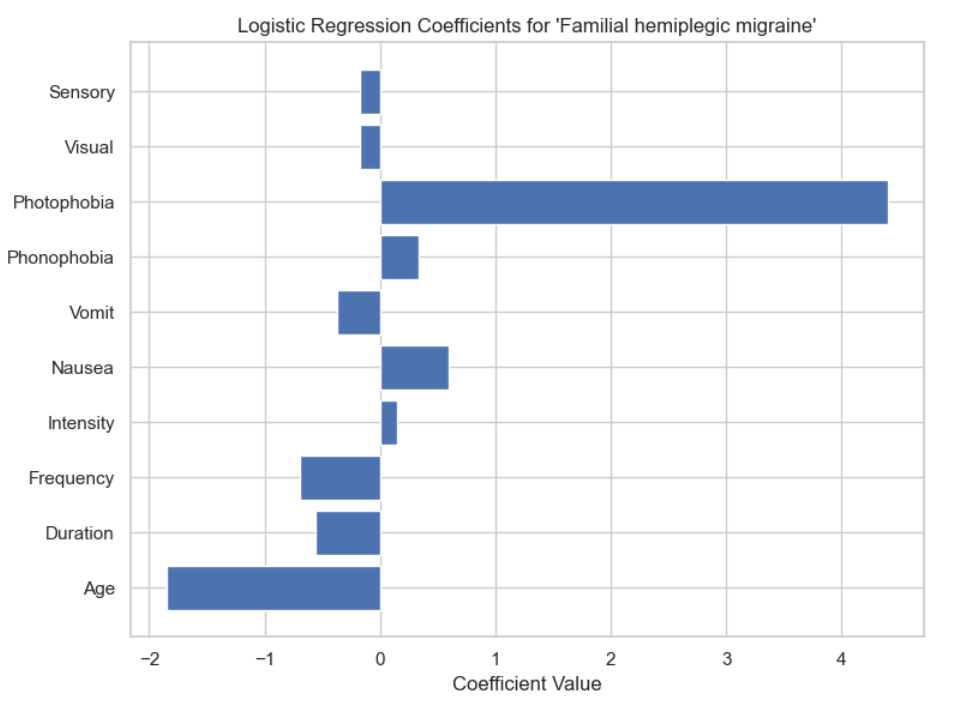 Logistic Regression Coefficients for 'Familial hemiplegic migraine'
Sensory
Visual
Photophobia
Phonophobia
Vomit
Nausea
Intensity
Frequency
Duration
Age
−2 −1 0 1 2 3 4
Coefficient Value